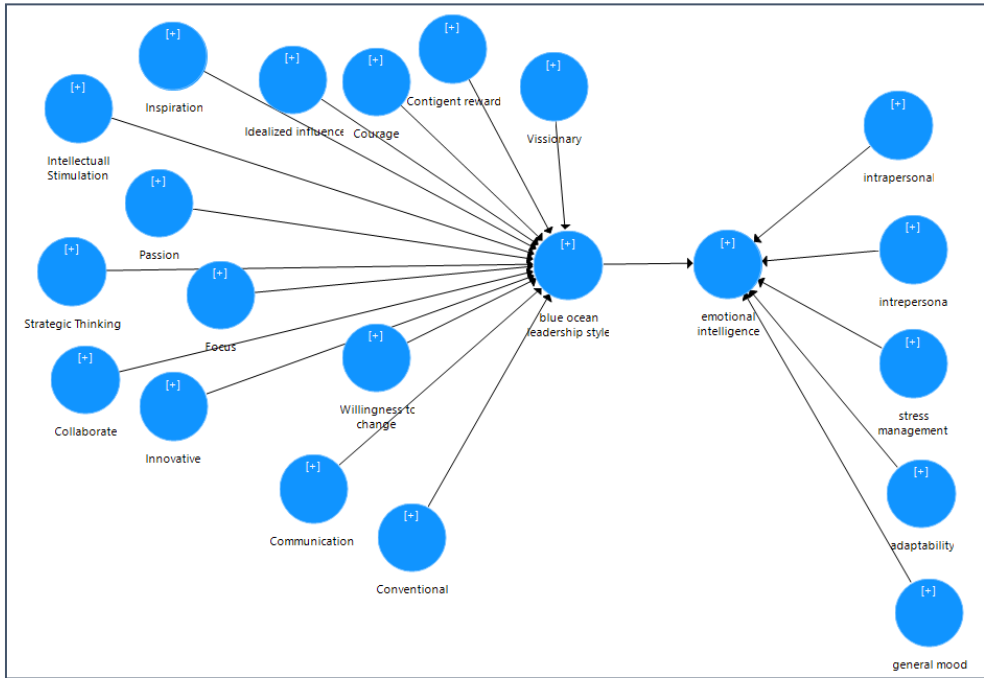 [+]
Contigent reward
[+]
Inspiration
[+]
Idealized influence
[+]
Courage
[+]
Vissionary
[+]
Intellectuall
Stimulation
[+]
intrapersonal
[+]
Passion
[+]
intrepersona
[+]
blue ocean
leadership style
[+]
emotional
intelligence
[+]
Strategic Thinking
[+]
Focus
[+]
Willingness to
change
[+]
stress
management
[+]
Collaborate
[+]
Innovative
[+]
Communication
[+]
adaptability
[+]
Conventional
[+]
general mood